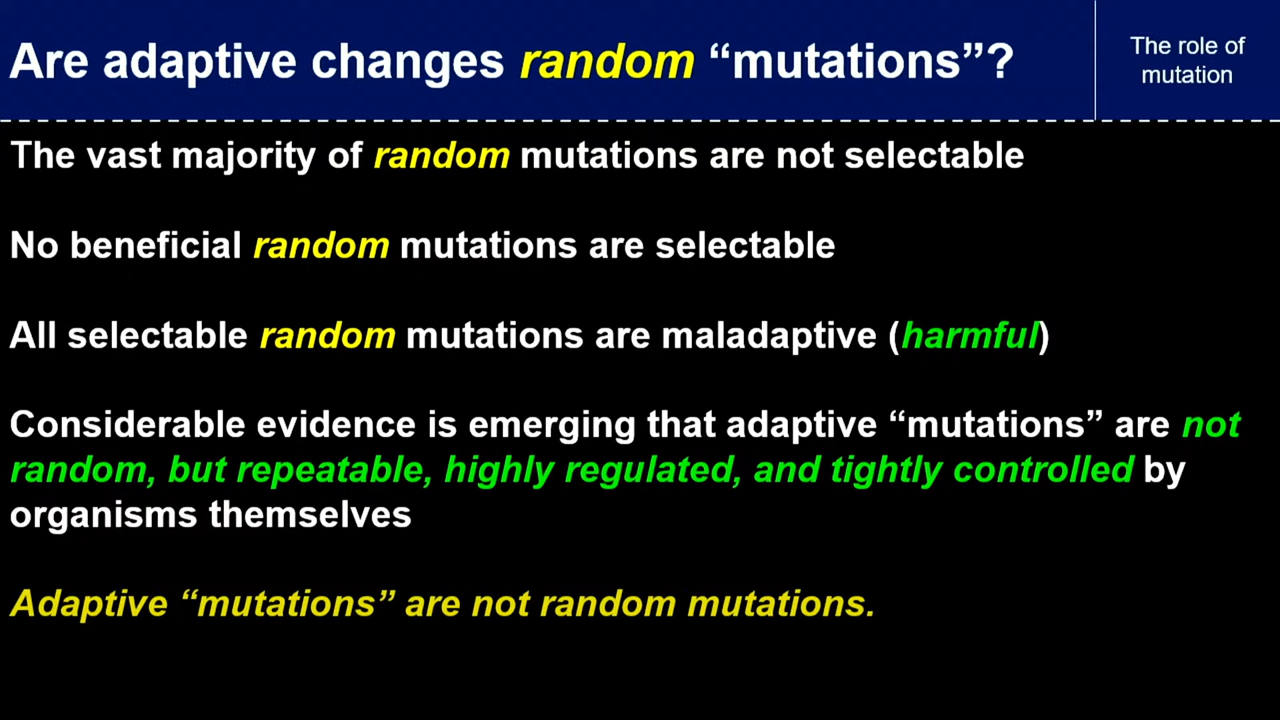 Are adaptive changes random “mutations”?
The role of
mutation
The vast majority of random mutations are not selectable
No beneficial random mutations are selectable
All selectable random mutations are maladaptive (harmful)
Considerable evidence is emerging that adaptive “mutations” are not
random, but repeatable, highly regulated, and tightly controlled by
organisms themselves
Adaptive “mutations” are not random mutations.